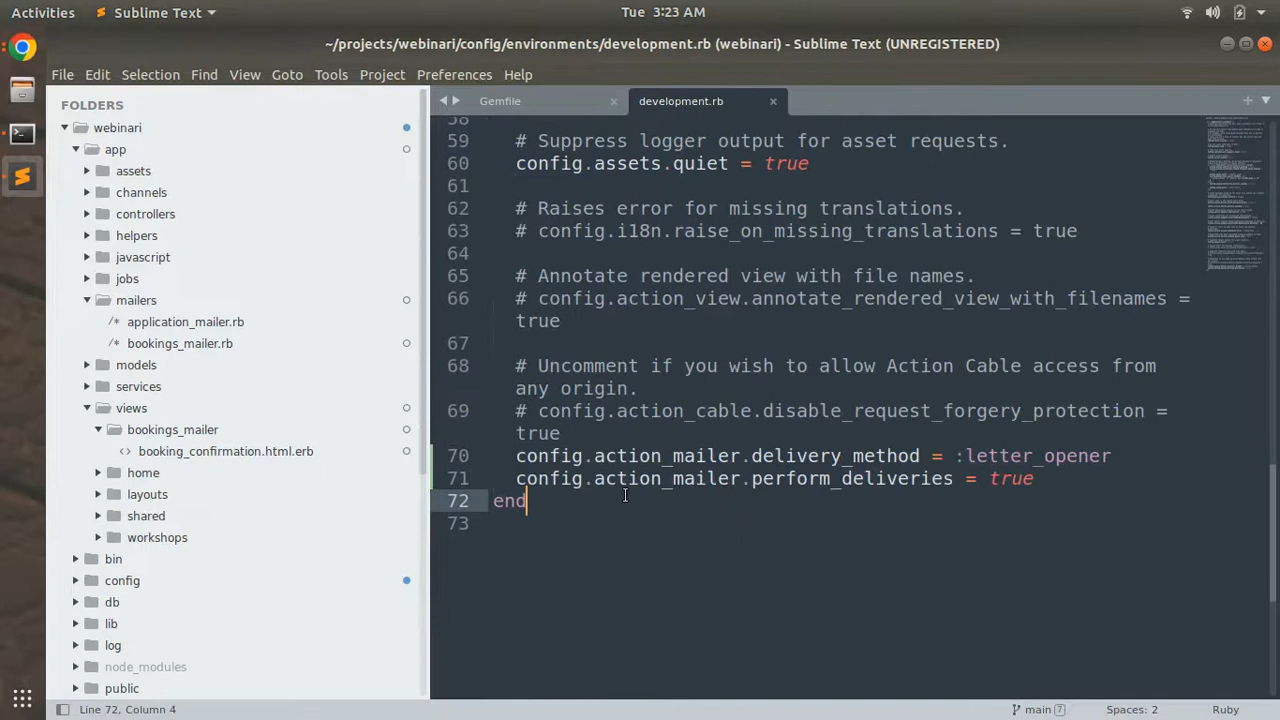 Activities
Sublime Text
Tue 3:23 AM
~/projects/webinari/config/environments/development.rb (webinari) - Sublime Text (UNREGISTERED)
File Edit Selection Find View Goto Tools Project Preferences Help
FOLDERS
webinari
app
assets
channels
controllers
helpers
javascript
jobs
mailers
/* application_mailer.rb
/* bookings_mailer.rb
models
services
views
bookings_mailer
<> booking_confirmation.html.erb
home
layouts
shared
workshops
bin
config
db
lib
log
node_modules
public
Gemfile
development.rb
58
59 # Suppress logger output for asset requests.
60 config.assets.quiet = true
61
62 # Raises error for missing translations.
63 # config.i18n.raise_on_missing_translations = true
64
65 # Annotate rendered view with file names.
66 # config.action_view.annotate_rendered_view_with_filenames =
true
67
68 # Uncomment if you wish to allow Action Cable access from
any origin.
69 # config.action_cable.disable_request_forgery_protection =
true
70 config.action_mailer.delivery_method = :letter_opener
71 config.action_mailer.perform_deliveries = true
72 end
73
Line 72, Column 4
main 7
Spaces: 2
Ruby